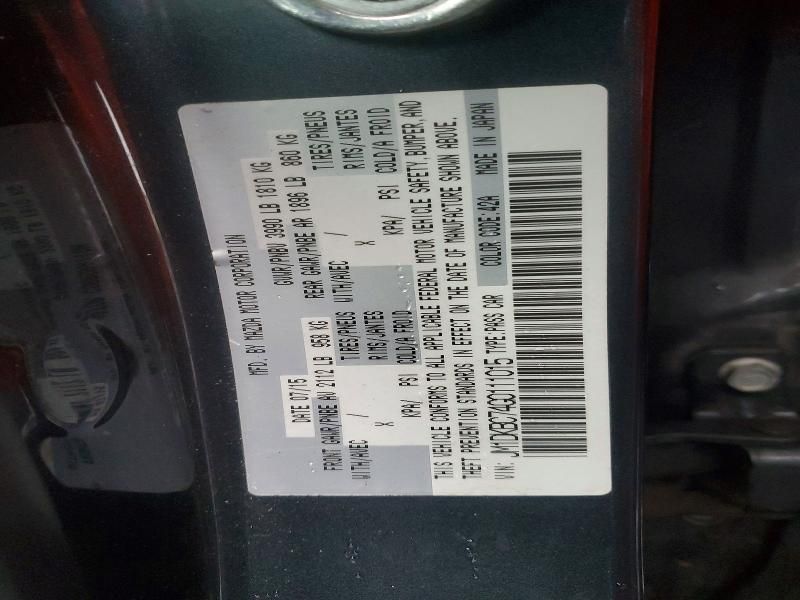 MFD. BY MAZDA MOTOR CORPORATION
DATE 07/15 GVWR/PNBV 3990 LB 1810 KG
FRONT GAWR/PNBE AV 2112 LB 958 KG REAR GAWR/PNBE AR 1896 LB 860 KG
WITH/AVEC TIRES/PNEUS WITH/AVEC TIRES/PNEUS
/ X RIMS/JANTES / X RIMS/JANTES
KPA/ PSI COLD/A FROID KPA/ PSI COLD/A FROID
THIS VEHICLE CONFORMS TO ALL APPLICABLE FEDERAL MOTOR VEHICLE SAFETY, BUMPER, AND
THEFT PREVENTION STANDARDS IN EFFECT ON THE DATE OF MANUFACTURE SHOWN ABOVE.
VIN: JM1DKBC74G0111015 TYPE:PASS CAR COLOR CODE:42A MADE IN JAPAN